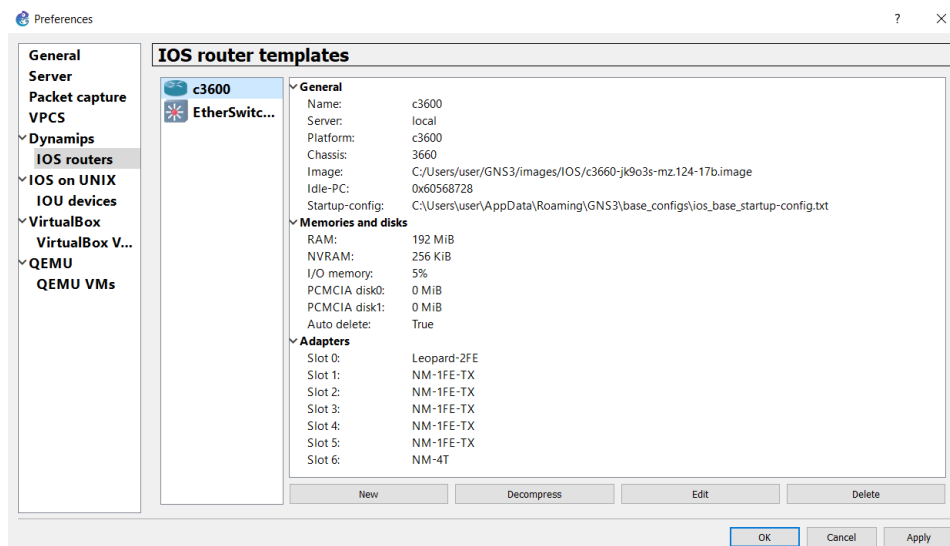 Preferences
?
General
Server
Packet capture
VPCS
Dynamips
IOS routers
IOS on UNIX
IOU devices
VirtualBox
VirtualBox V...
QEMU
QEMU VMs
IOS router templates
c3600
EtherSwitc...
General
Name: c3600
Server: local
Platform: c3600
Chassis: 3660
Image: C:/Users/user/GNS3/images/IOS/c3660-jk9o3s-mz.124-17b.image
Idle-PC: 0x60568728
Startup-config: C:\Users\user\AppData\Roaming\GNS3\base_configs\ios_base_startup-config.txt
Memories and disks
RAM: 192 MiB
NVRAM: 256 KiB
I/O memory: 5%
PCMCIA disk0: 0 MiB
PCMCIA disk1: 0 MiB
Auto delete: True
Adapters
Slot 0: Leopard-2FE
Slot 1: NM-1FE-TX
Slot 2: NM-1FE-TX
Slot 3: NM-1FE-TX
Slot 4: NM-1FE-TX
Slot 5: NM-1FE-TX
Slot 6: NM-4T
New Decompress Edit Delete
OK Cancel Apply